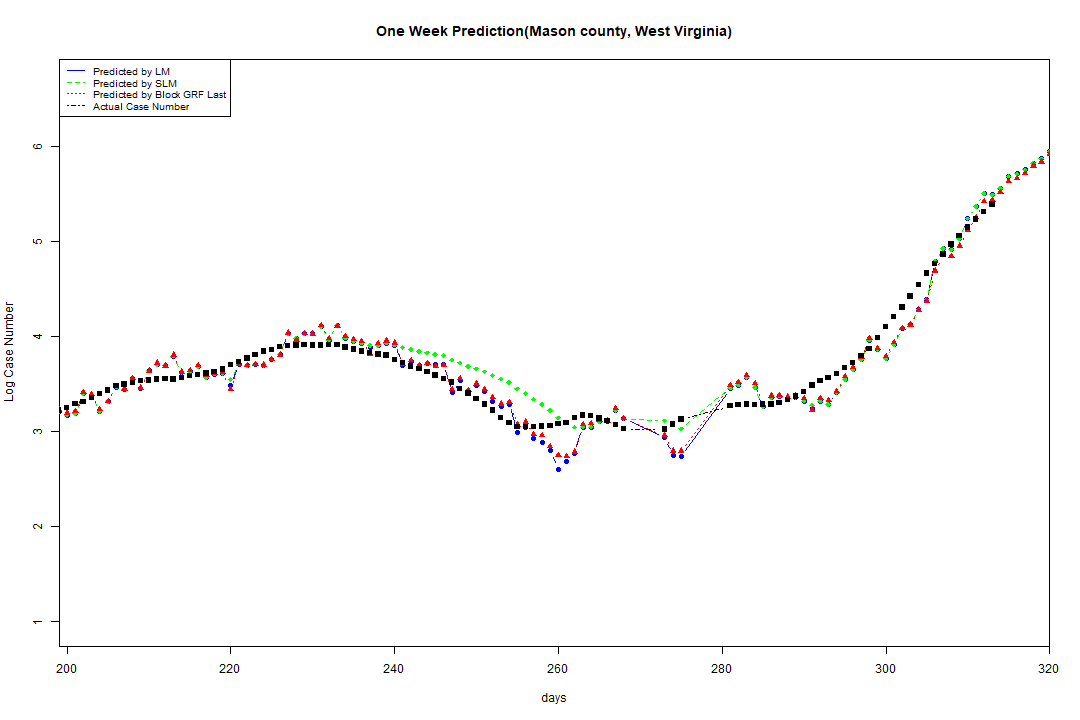 One Week Prediction(Mason county, West Virginia)
Predicted by LM
Predicted by SLM
Predicted by Block GRF Last
Actual Case Number
Log Case Number
6
5
4
3
2
1
200 220 240 260 280 300 320
days